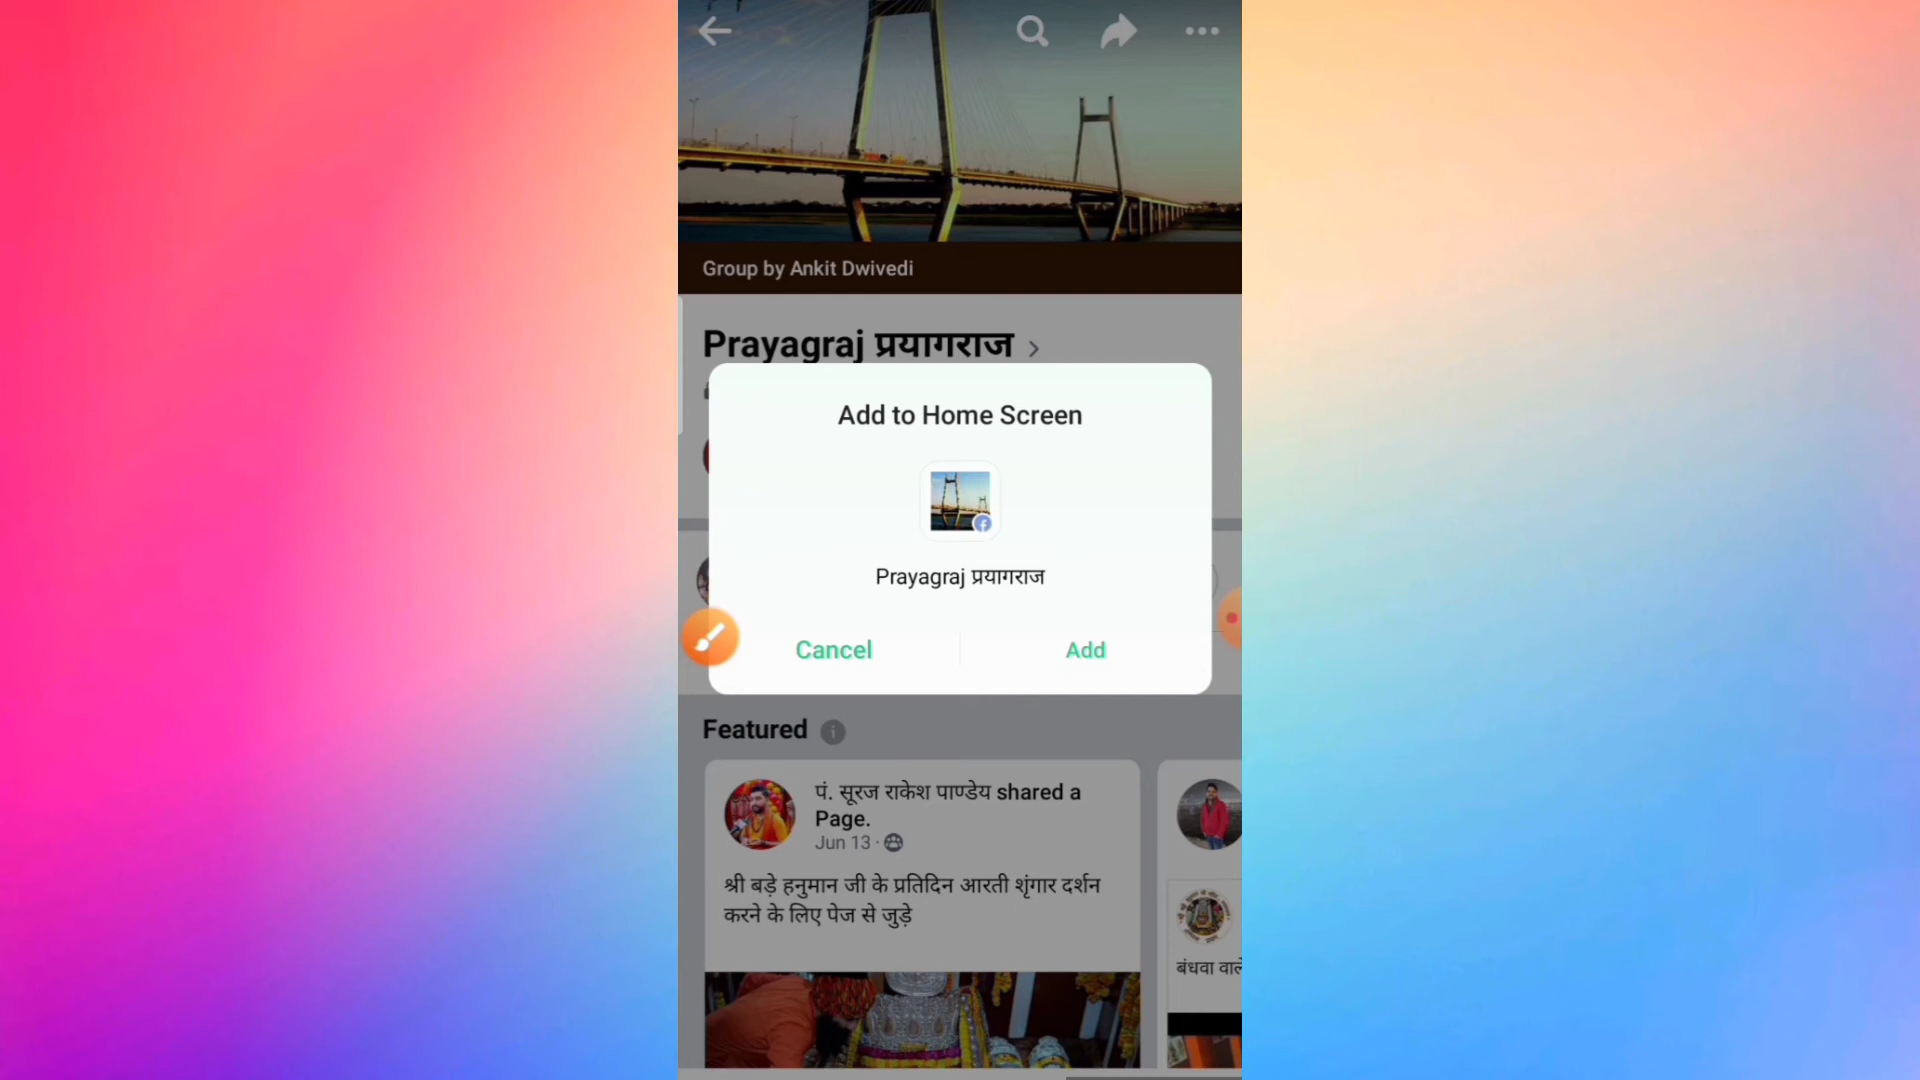 Group by Ankit Dwivedi
Prayagraj प्रयागराज
Add to Home Screen
Prayagraj प्रयागराज
Cancel
Add
Featured
पं. सूरज राकेश पाण्डेय shared a
Page.
Jun 13 ·
श्री बड़े हनुमान जी के प्रतिदिन आरती शृंगार दर्शन
करने के लिए पेज से जुड़े
बंधवा वाले